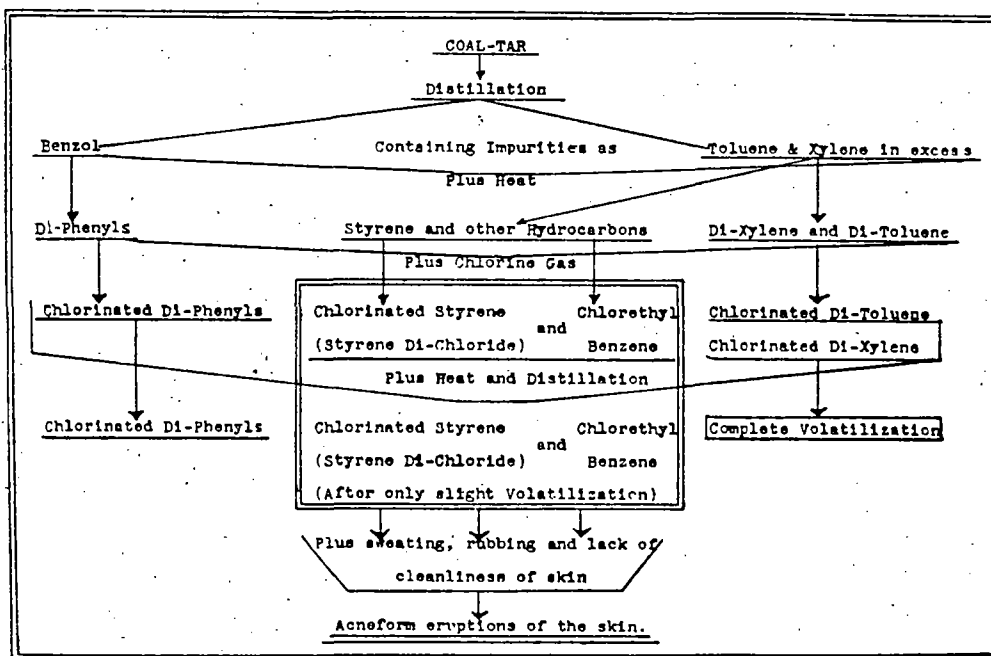 COAL-TAR
Distillation
Benzol
Containing Impurities as
Toluene & Xylene in excess
Plus Heat
Di-Phenyls
Styrene and other Hydrocarbons
Di-Xylene and Di-Toluene
Plus Chlorine Gas
Chlorinated Di-Phenyls
Chlorinated Styrene
(Styrene Di-Chloride)
and
Chlorethyl
Benzene
Chlorinated Di-Toluene
Chlorinated Di-Xylene
Plus Heat and Distillation
Chlorinated Di-Phenyls
Chlorinated Styrene
(Styrene Di-Chloride)
and
Chlorethyl
Benzene
(After only slight Volatilization)
Complete Volatilization
Plus sweating, rubbing and lack of
cleanliness of skin
Acneform eruptions of the skin.